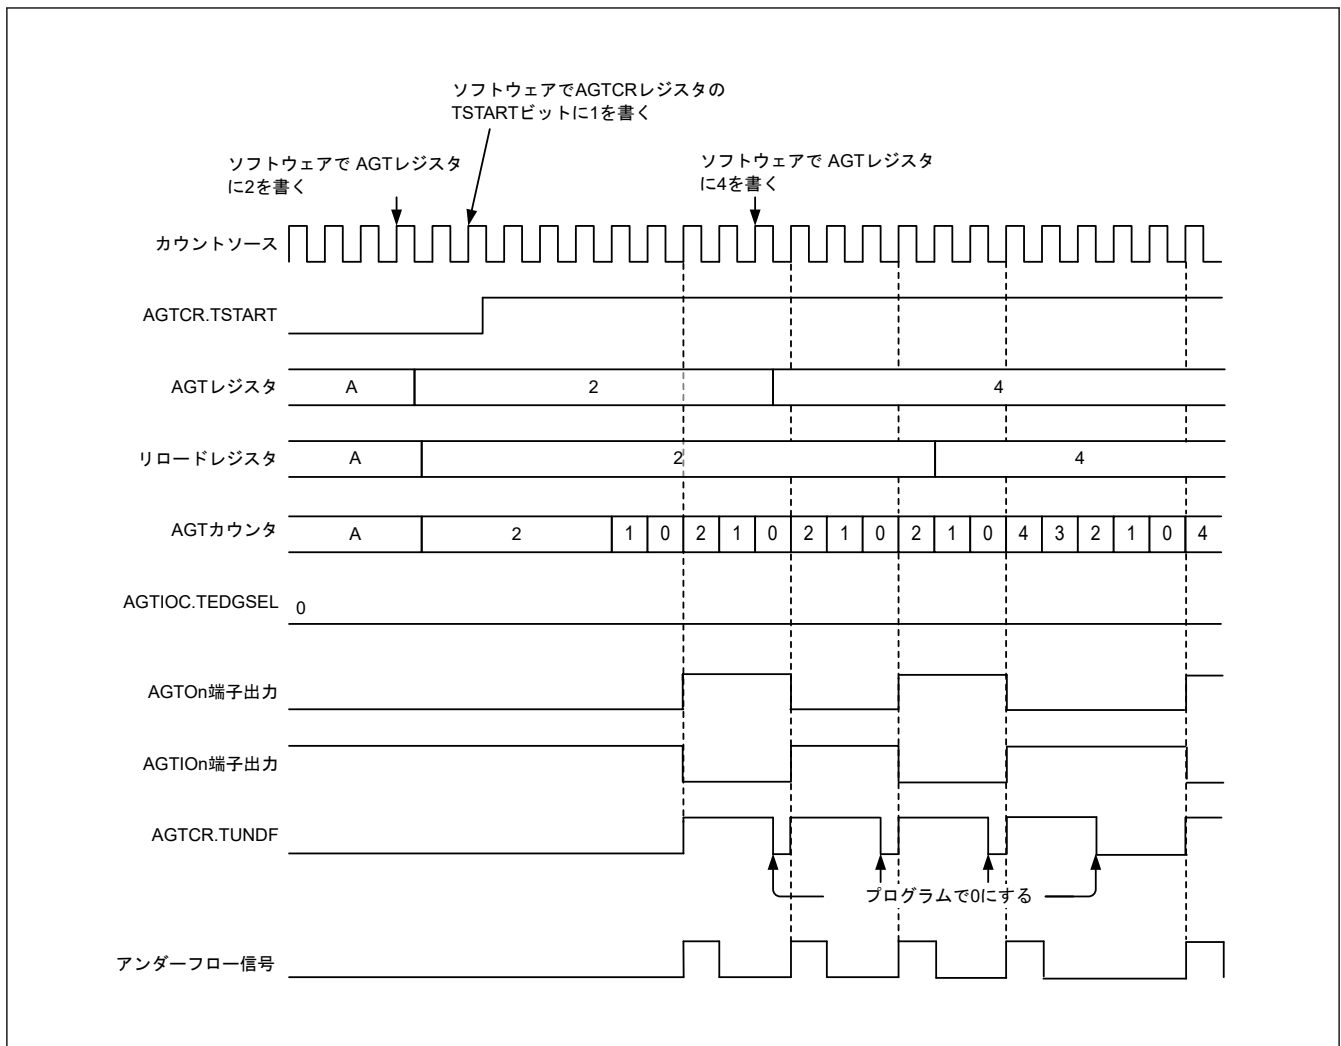 ソフトウェアでAGTCRレジスタの
TSTARTビットに1を書く
ソフトウェアで AGTレジスタ
に2を書く
ソフトウェアで AGTレジスタ
に4を書く
カウントソース
AGTCR.TSTART
AGTレジスタ A 2 4
リロードレジスタ A 2 4
AGTカウンタ A 2 1 0 2 1 0 2 1 0 2 1 0 4 3 2 1 0 4
AGTIOC.TEDGSEL 0
AGTOn端子出力
AGTIOn端子出力
AGTCR.TUNDF
プログラムで0にする
アンダーフロー信号